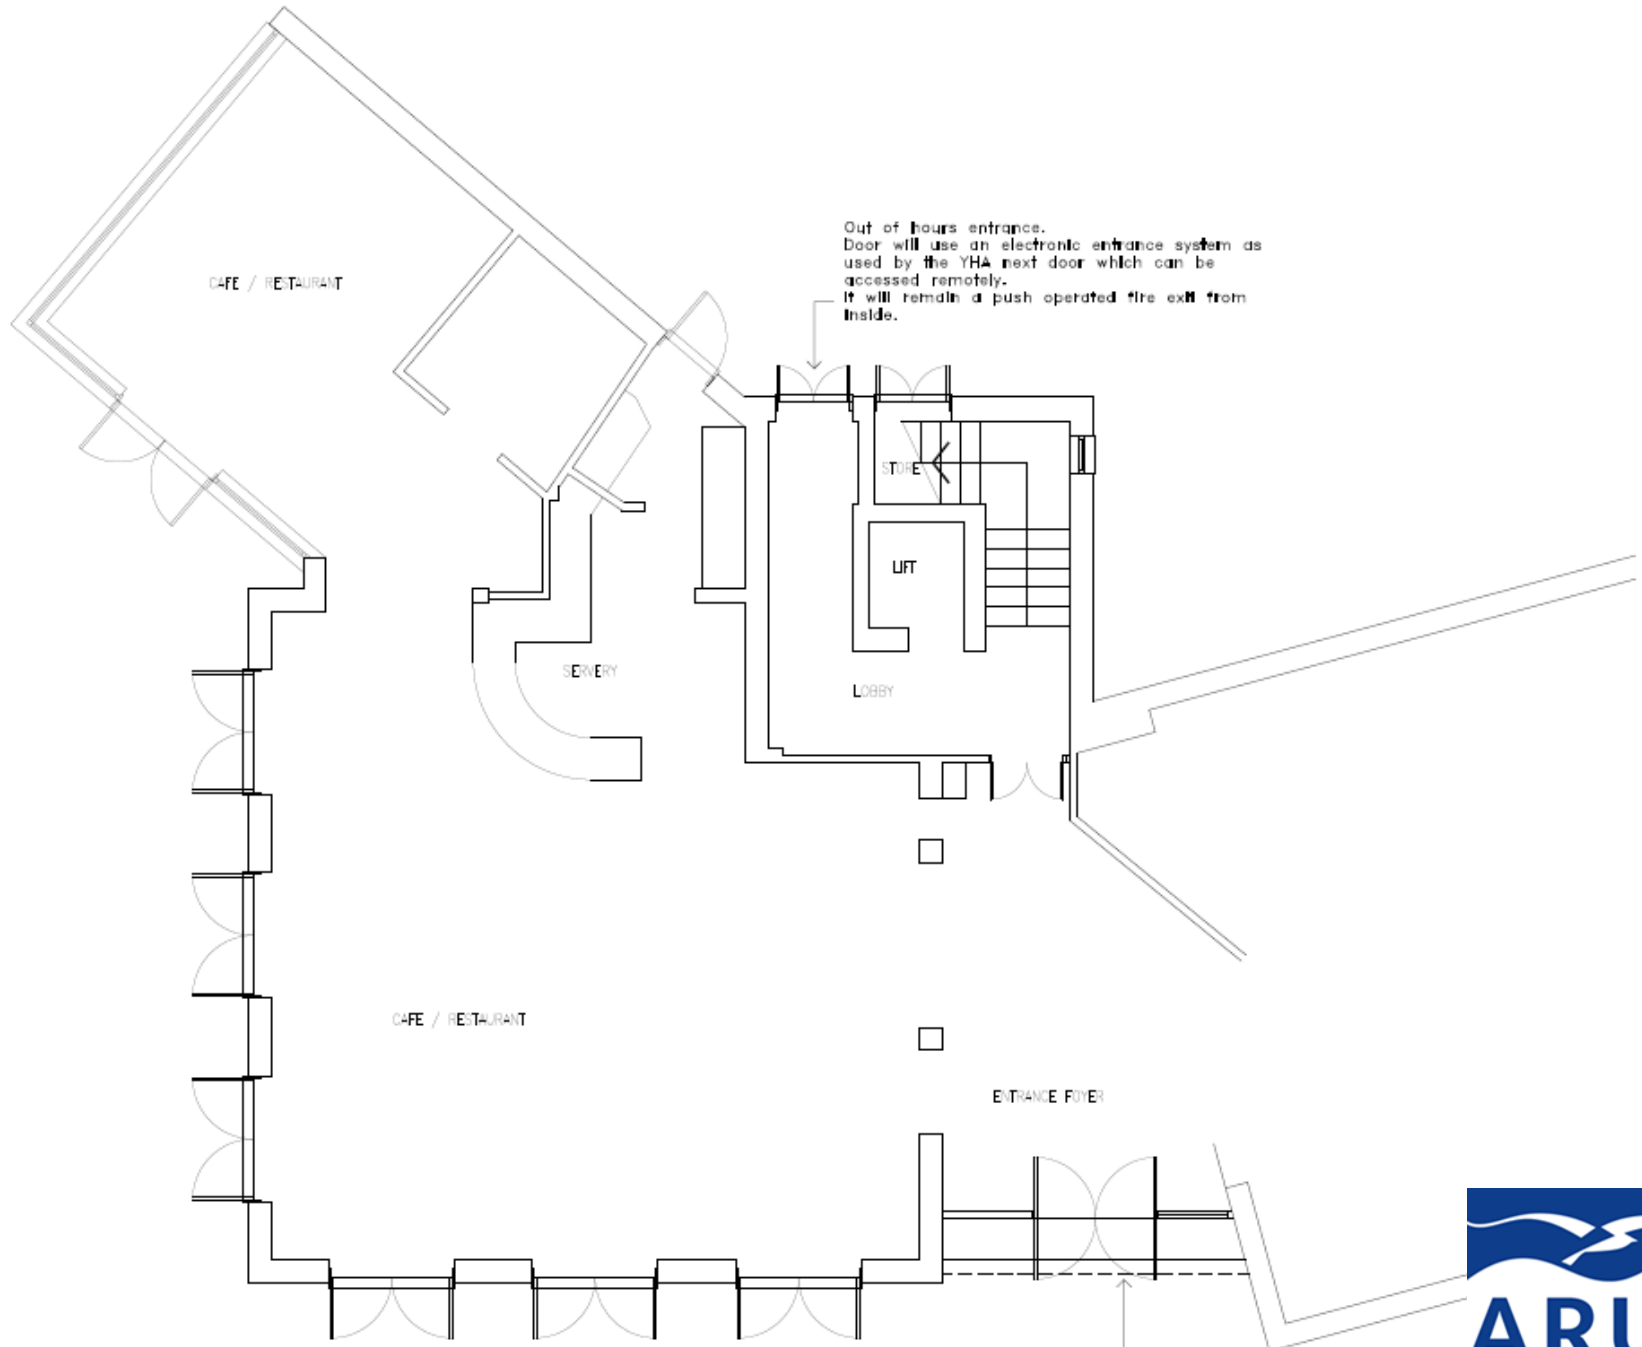 Out of hours entrance.
Door will use an electronic entrance system as
used by the YHA next door which can be
accessed remotely.
It will remain a push operated fire exit from
inside.
CAFE / RESTAURANT
STORE
LIFT
SERVERY
LOBBY
CAFE / RESTAURANT
ENTRANCE FOYER
ARU